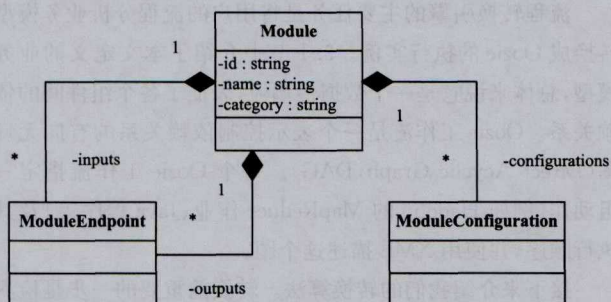 Module
-id : string
-name : string
-category : string
1
1
1
*
-inputs
*
-configurations
ModuleEndpoint
*
ModuleConfiguration
-outputs